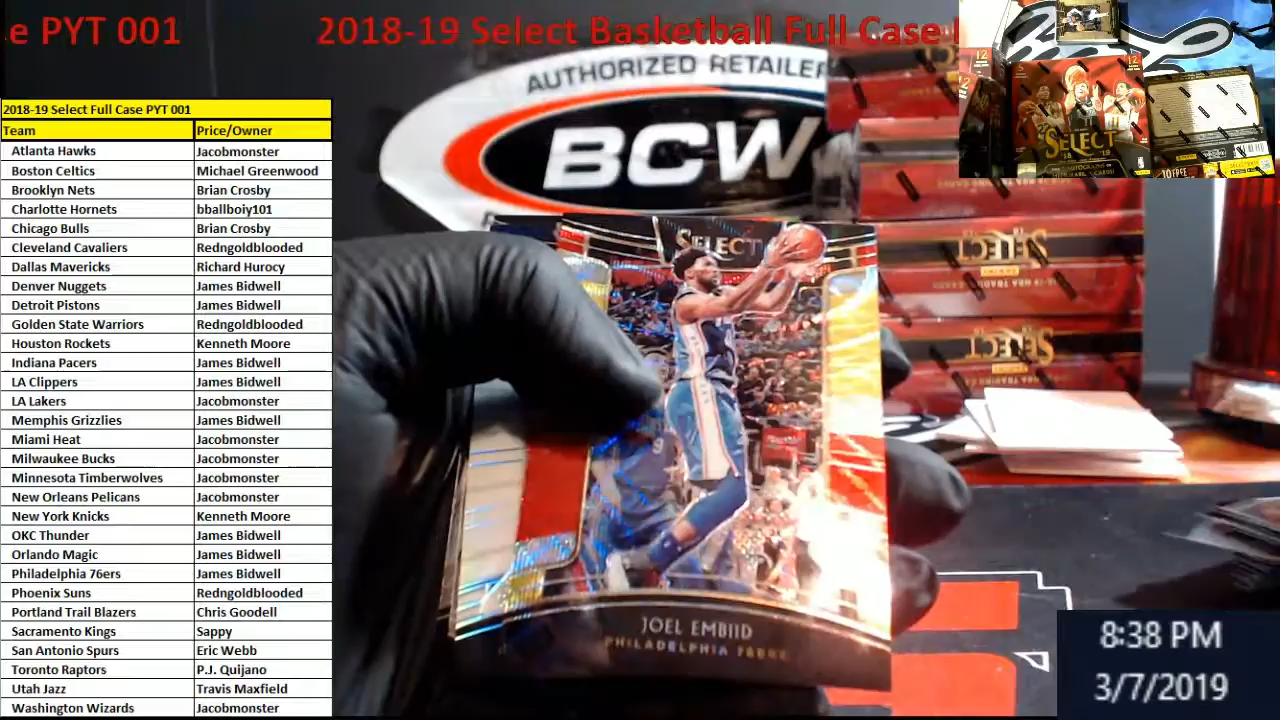 e PYT 001 2018-19 Select Basketball Full Case
AUTHORIZED RETAILER
BCW
2018-19 Select Full Case PYT 001
Team Price/Owner
Atlanta Hawks Jacobmonster
Boston Celtics Michael Greenwood
Brooklyn Nets Brian Crosby
Charlotte Hornets bballboiy101
Chicago Bulls Brian Crosby
Cleveland Cavaliers Redngoldblooded
Dallas Mavericks Richard Hurocy
Denver Nuggets James Bidwell
Detroit Pistons James Bidwell
Golden State Warriors Redngoldblooded
Houston Rockets Kenneth Moore
Indiana Pacers James Bidwell
LA Clippers James Bidwell
LA Lakers Jacobmonster
Memphis Grizzlies James Bidwell
Miami Heat Jacobmonster
Milwaukee Bucks Jacobmonster
Minnesota Timberwolves Jacobmonster
New Orleans Pelicans Jacobmonster
New York Knicks Kenneth Moore
OKC Thunder James Bidwell
Orlando Magic James Bidwell
Philadelphia 76ers James Bidwell
Phoenix Suns Redngoldblooded
Portland Trail Blazers Chris Goodell
Sacramento Kings Sappy
San Antonio Spurs Eric Webb
Toronto Raptors P.J. Quijano
Utah Jazz Travis Maxfield
Washington Wizards Jacobmonster
SELECT
JOEL EMBIID
PHILADELPHIA 76ERS
SELECT
12
SELECT
SELECT
8:38 PM
3/7/2019